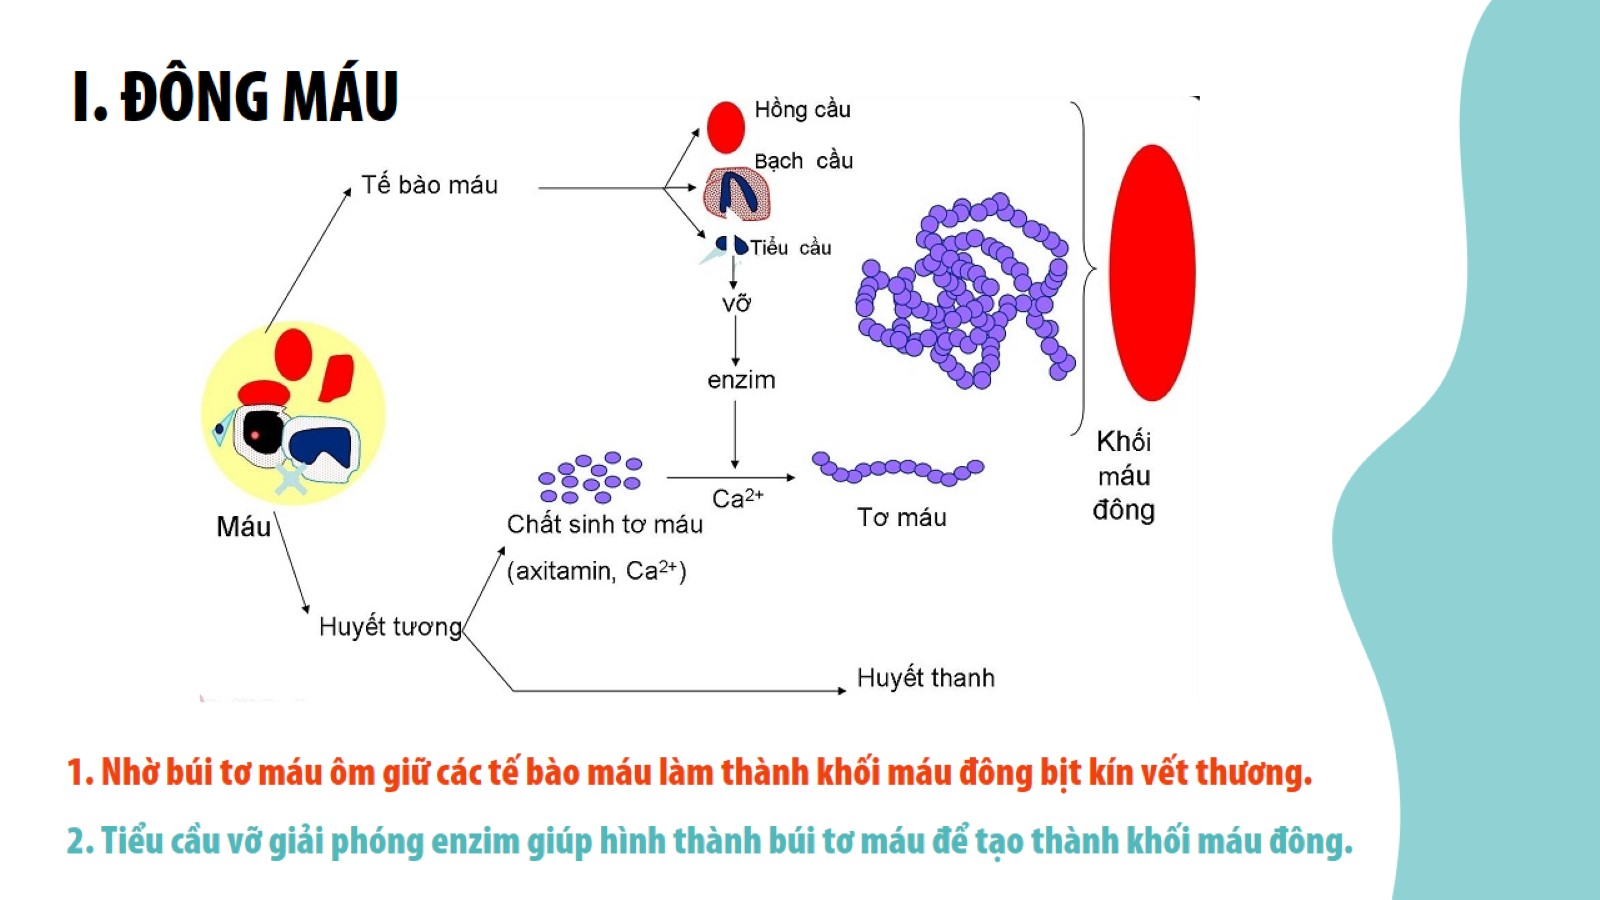 I. ĐÔNG MÁU
Hồng cầu
Bạch cầu
Tế bào máu
Tiểu cầu
vỡ
enzim
Ca2+
Chất sinh tơ máu
(axitamin, Ca2+)
Tơ máu
Khối
máu
đông
Máu
Huyết tương
Huyết thanh
1. Nhờ búi tơ máu ôm giữ các tế bào máu làm thành khối máu đông bịt kín vết thương.
2. Tiểu cầu vỡ giải phóng enzim giúp hình thành búi tơ máu để tạo thành khối máu đông.